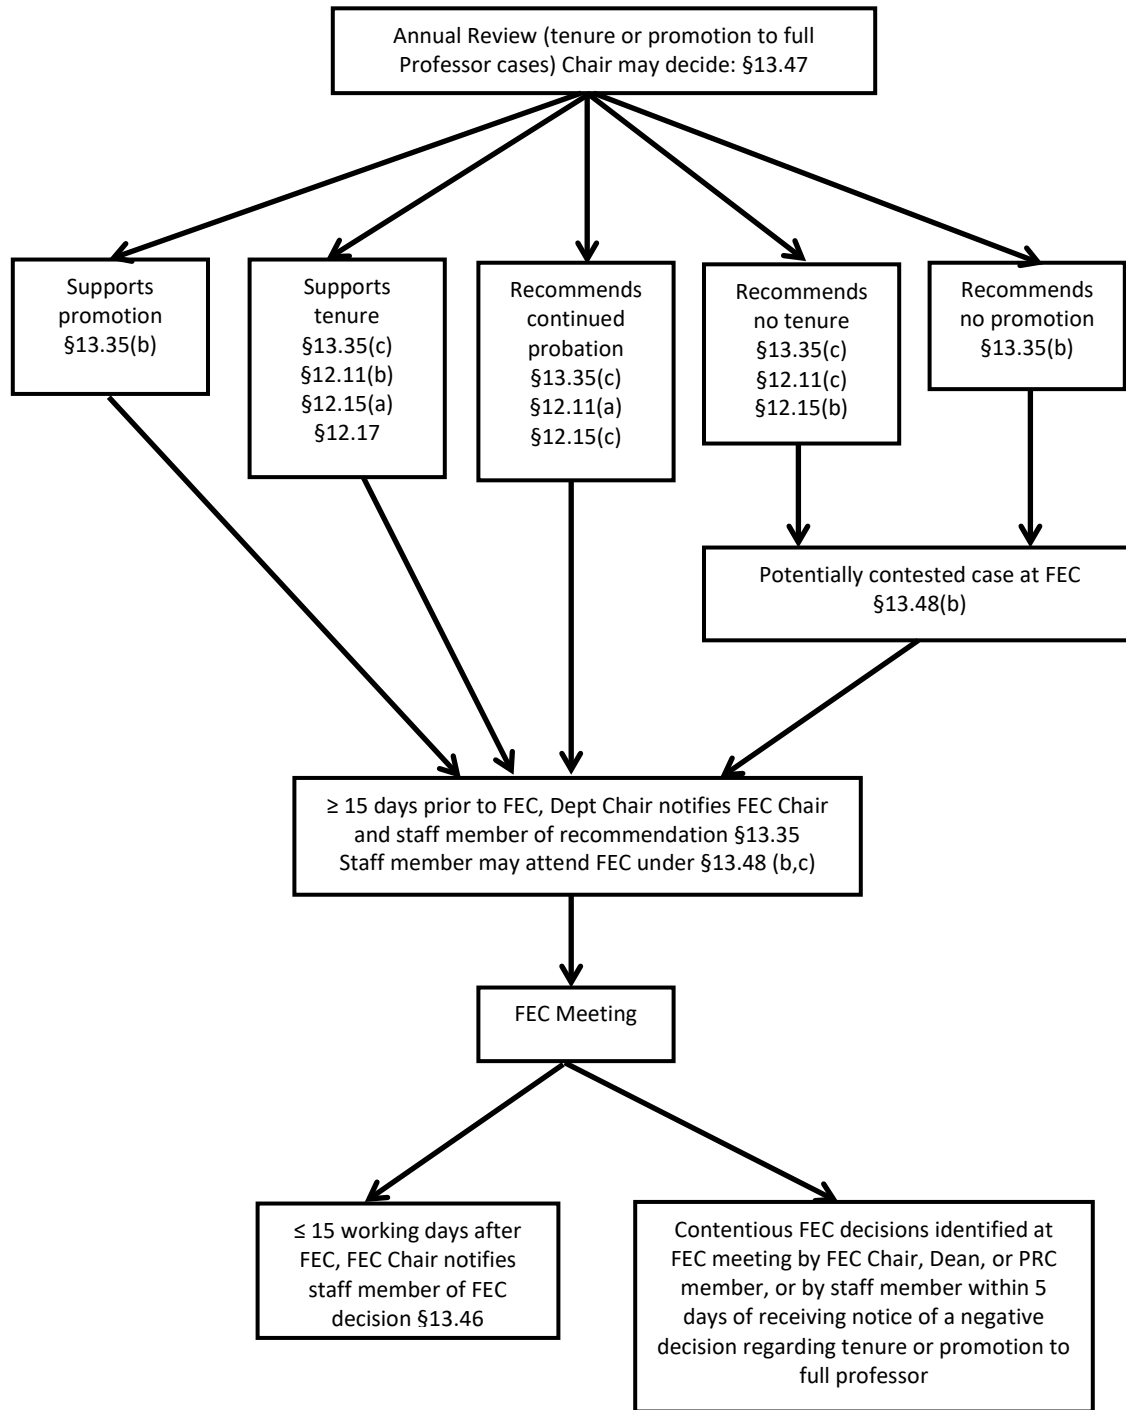 Annual Review (tenure or promotion to full
Professor cases) Chair may decide: §13.47
Supports
promotion
§13.35(b)
Supports
tenure
§13.35(c)
§12.11(b)
§12.15(a)
§12.17
Recommends
continued
probation
§13.35(c)
§12.11(a)
§12.15(c)
Recommends
no tenure
§13.35(c)
§12.11(c)
§12.15(b)
Recommends
no promotion
§13.35(b)
Potentially contested case at FEC
§13.48(b)
≥ 15 days prior to FEC, Dept Chair notifies FEC Chair
and staff member of recommendation §13.35
Staff member may attend FEC under §13.48 (b,c)
FEC Meeting
≤ 15 working days after
FEC, FEC Chair notifies
staff member of FEC
decision §13.46
Contentious FEC decisions identified at
FEC meeting by FEC Chair, Dean, or PRC
member, or by staff member within 5
days of receiving notice of a negative
decision regarding tenure or promotion to
full professor